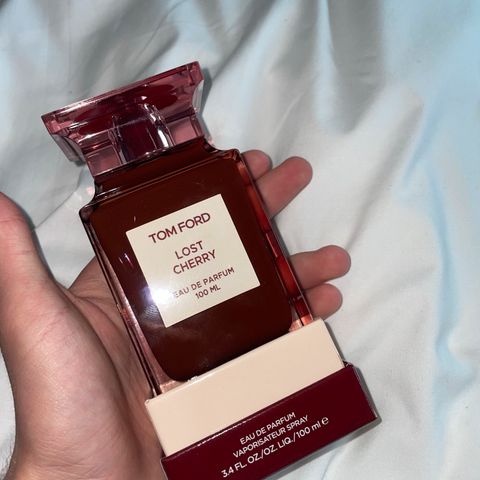 TOM FORD
LOST
CHERRY
EAU DE PARFUM
100 ML
EAU DE PARFUM
VAPORISATEUR SPRAY
3.4 FL. OZ./OZ. LIQ./100 ml e